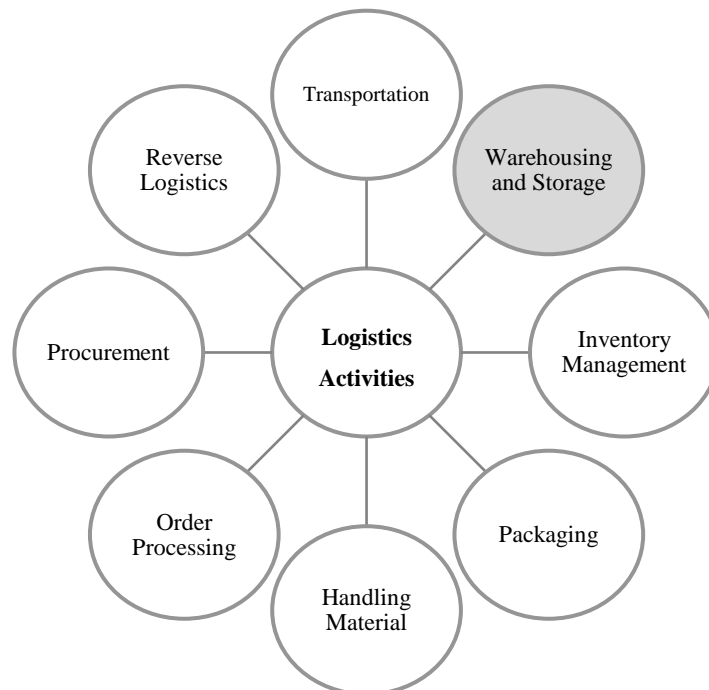 Transportation
Reverse
Logistics
Warehousing
and Storage
Procurement
Logistics
Activities
Inventory
Management
Order
Processing
Packaging
Handling
Material